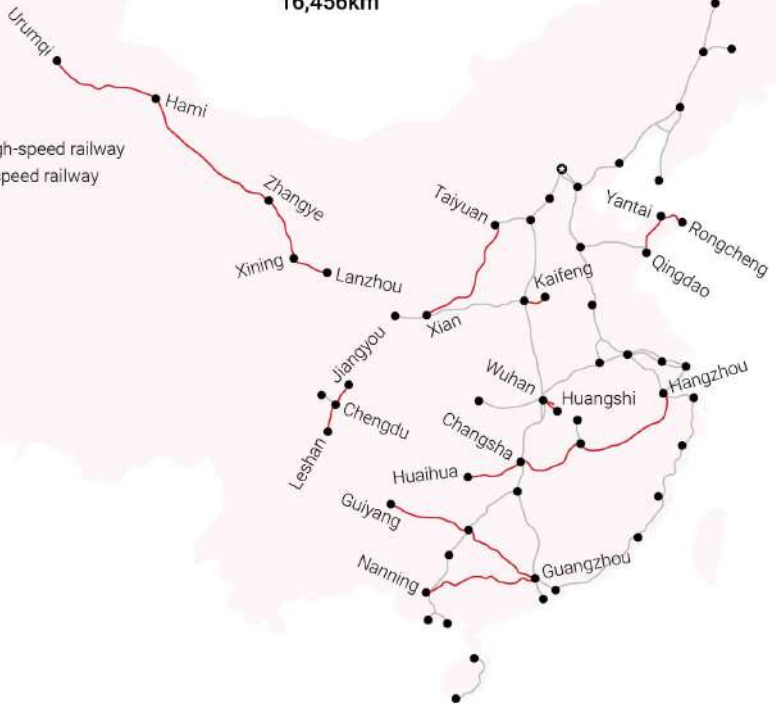 16,456km
Urumqi
Hami
gh-speed railway
speed railway
Zhangye
Taiyuan
Yantai
Rongcheng
Xining
Lanzhou
Kaifeng
Qingdao
Xian
Jiangyou
Wuhan
Hangzhou
Huangshi
Chengdu
Changsha
Leshan
Huaihua
Guiyang
Nanning
Guangzhou